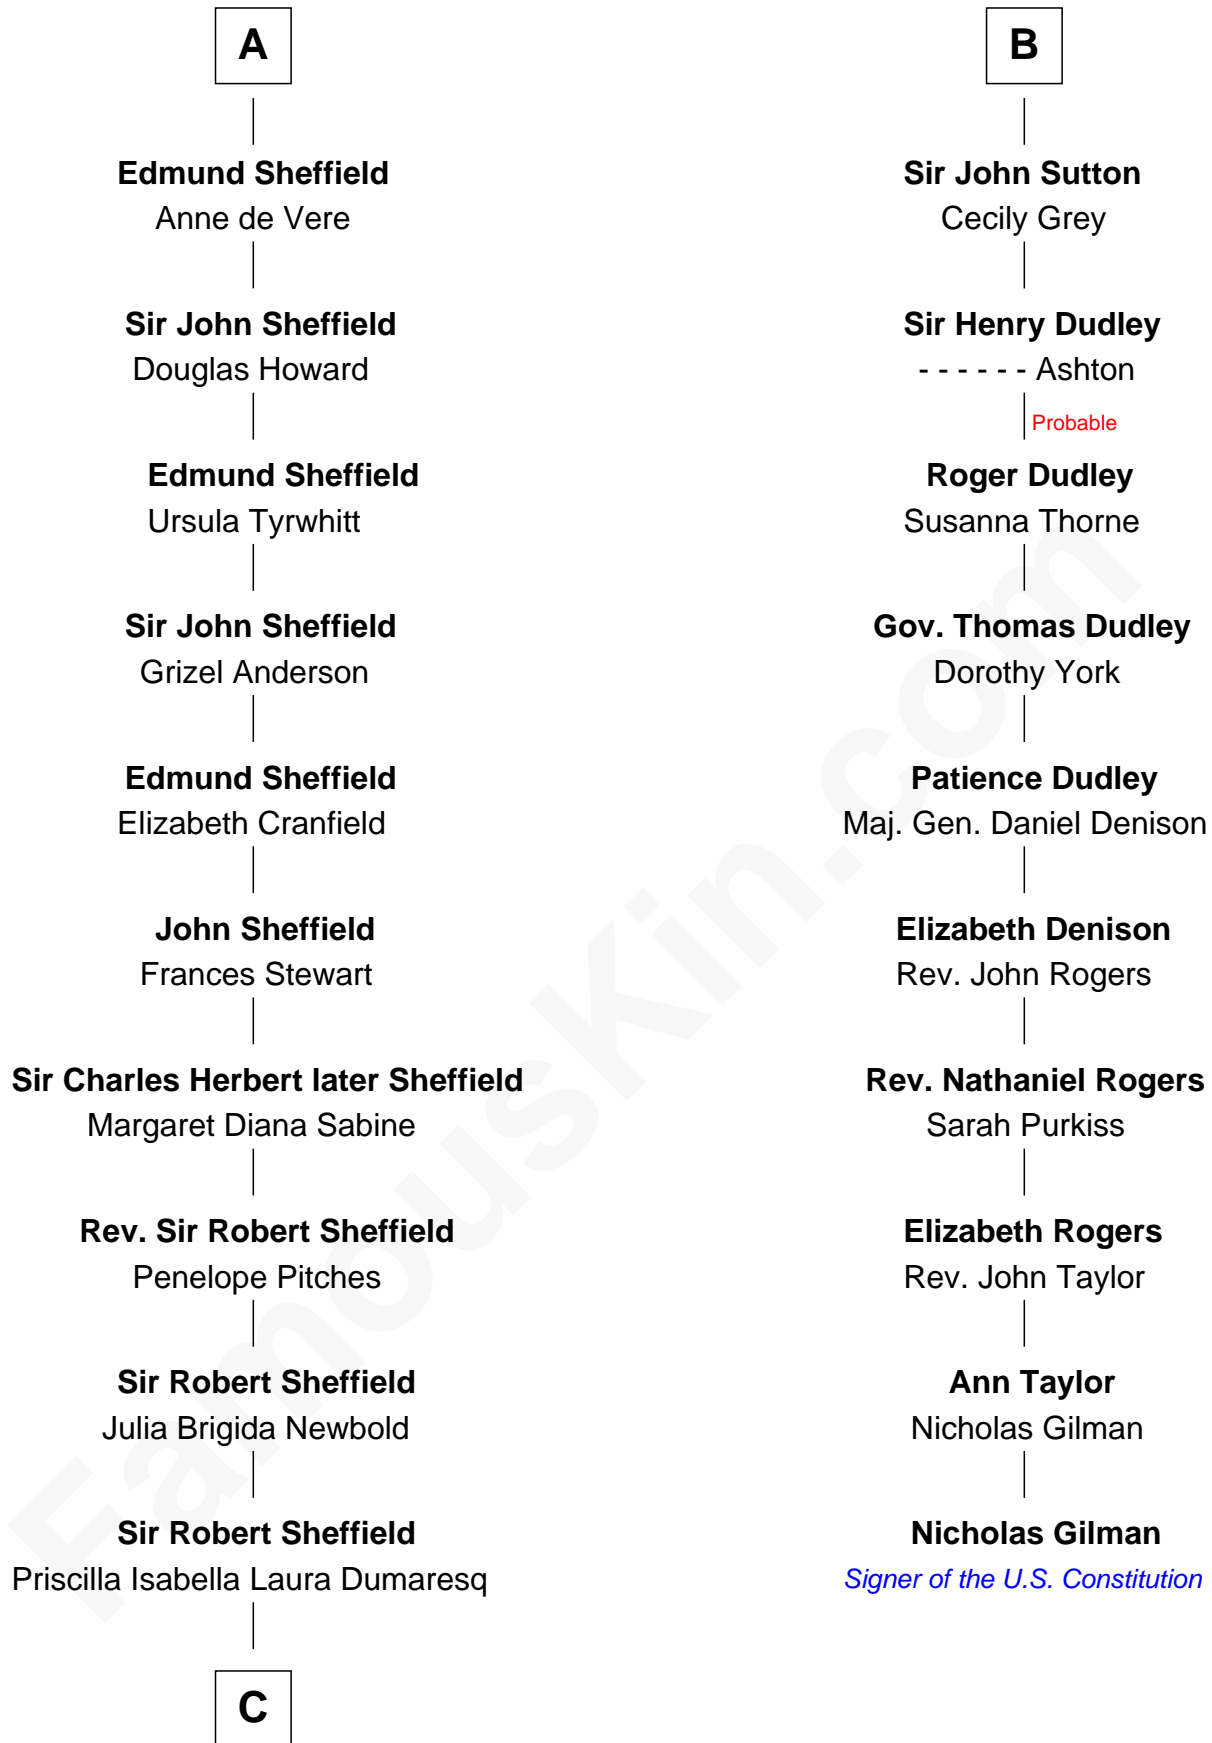 A
Edmund Sheffield
Anne de Vere
Sir John Sheffield
Douglas Howard
Edmund Sheffield
Ursula Tyrwhitt
Sir John Sheffield
Grizel Anderson
Edmund Sheffield
Elizabeth Cranfield
John Sheffield
Frances Stewart
Sir Charles Herbert later Sheffield
Margaret Diana Sabine
Rev. Sir Robert Sheffield
Penelope Pitches
Sir Robert Sheffield
Julia Brigida Newbold
Sir Robert Sheffield
Priscilla Isabella Laura Dumaresq
C
B
Sir John Sutton
Cecily Grey
Sir Henry Dudley
- - - - - - Ashton
Probable
Roger Dudley
Susanna Thorne
Gov. Thomas Dudley
Dorothy York
Patience Dudley
Maj. Gen. Daniel Denison
Elizabeth Denison
Rev. John Rogers
Rev. Nathaniel Rogers
Sarah Purkiss
Elizabeth Rogers
Rev. John Taylor
Ann Taylor
Nicholas Gilman
Nicholas Gilman
Signer of the U.S. Constitution
FamousKin.com